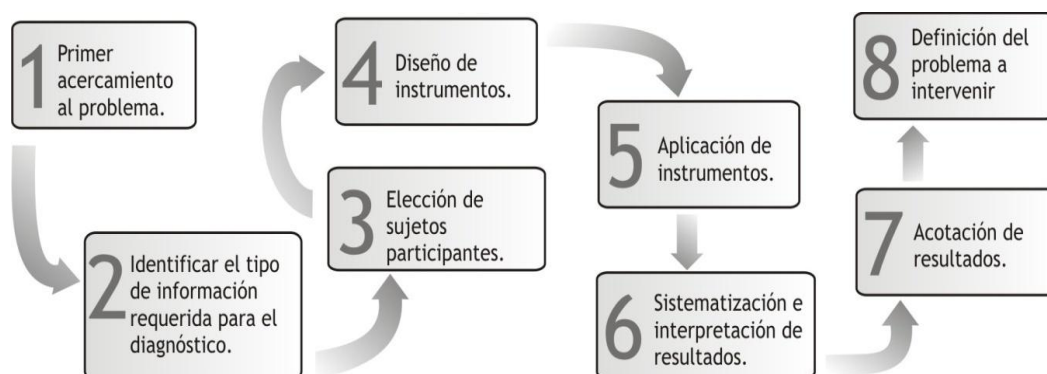 1
Primer
acercamiento
al problema.
2
Identificar el tipo
de información
requerida para el
diagnóstico.
3
Elección de
sujetos
participantes.
4
Diseño de
instrumentos.
5
Aplicación de
instrumentos.
6
Sistematización e
interpretación de
resultados.
7
Acotación de
resultados.
8
Definición del
problema a
intervenir